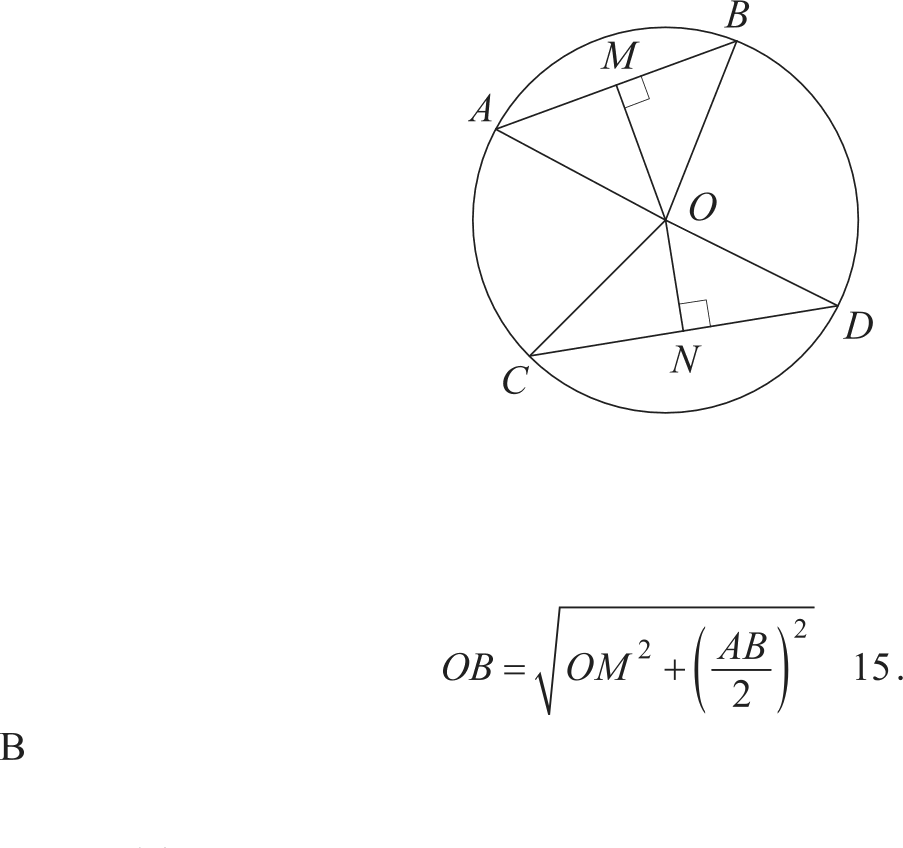 B
M
A
O
D
N
C
OB = √(OM² + (AB/2)²) 15.
В